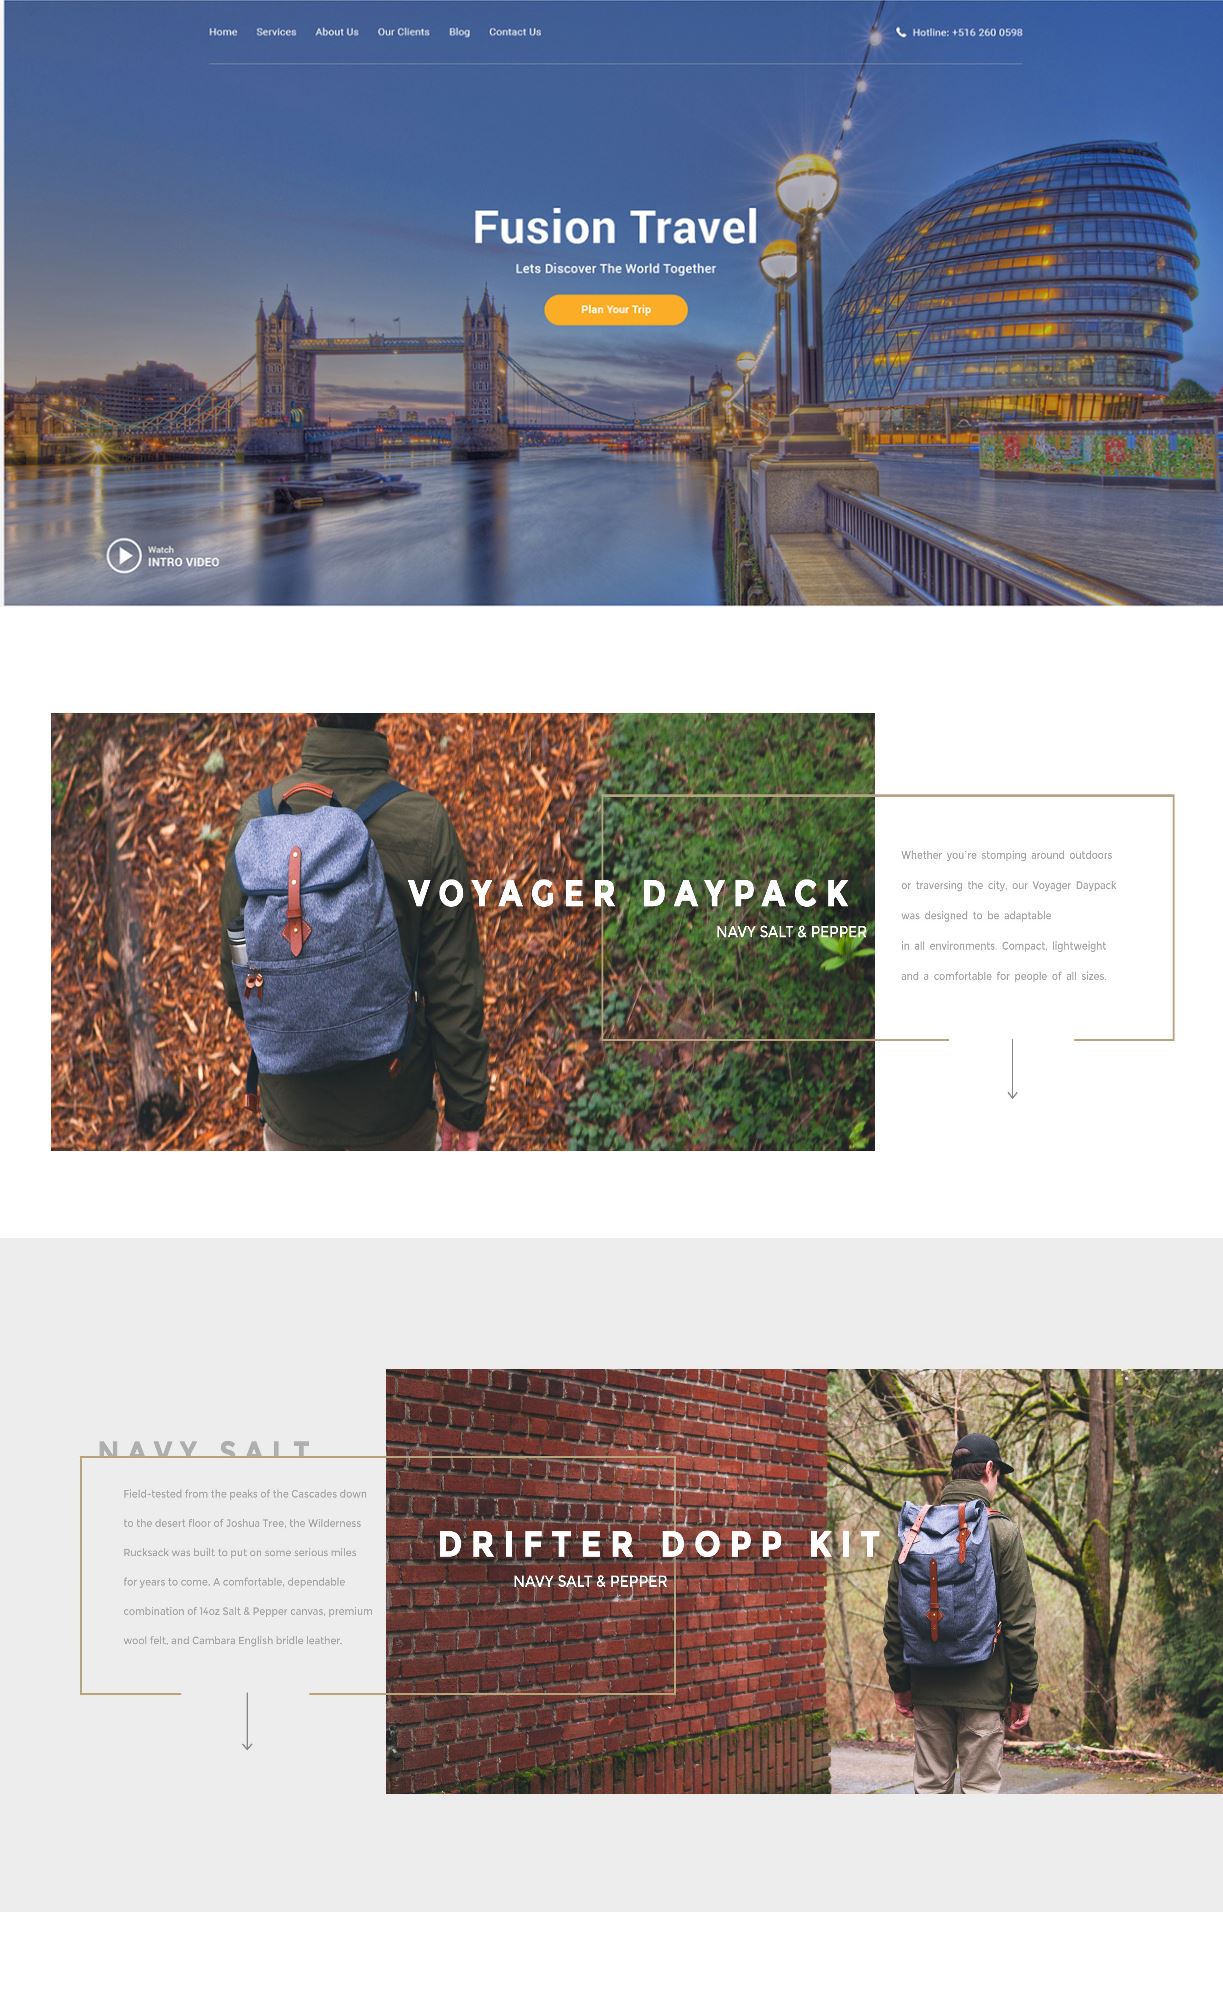 Home Services About Us Our Clients Blog Contact Us Hotline: +516 260 0598
Fusion Travel
Lets Discover The World Together
Plan Your Trip
Watch
INTRO VIDEO
VOYAGER DAYPACK
NAVY SALT & PEPPER
Whether you're stomping around outdoors
or traversing the city, our Voyager Daypack
was designed to be adaptable
in all environments. Compact, lightweight
and a comfortable for people of all sizes.
NAVY SALT
Field-tested from the peaks of the Cascades down
to the desert floor of Joshua Tree, the Wilderness
Rucksack was built to put on some serious miles
for years to come. A comfortable, dependable
combination of 14oz Salt & Pepper canvas, premium
wool felt, and Cambara English bridle leather.
DRIFTER DOPP KIT
NAVY SALT & PEPPER